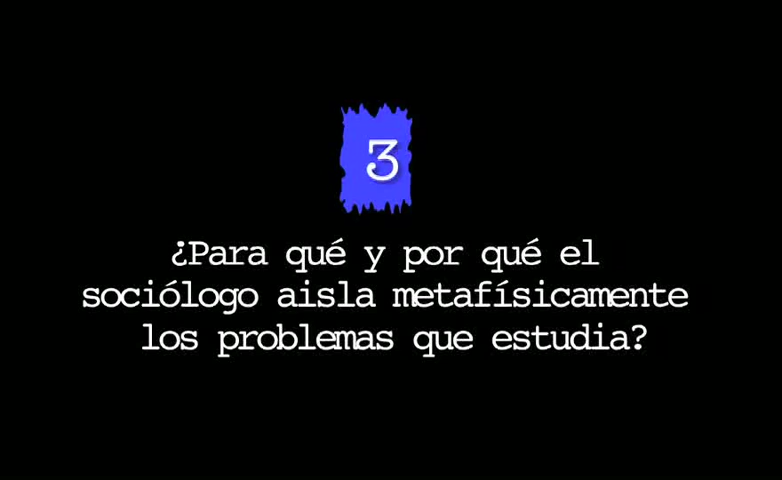 3
¿Para qué y por qué el
sociólogo aisla metafísicamente
los problemas que estudia?